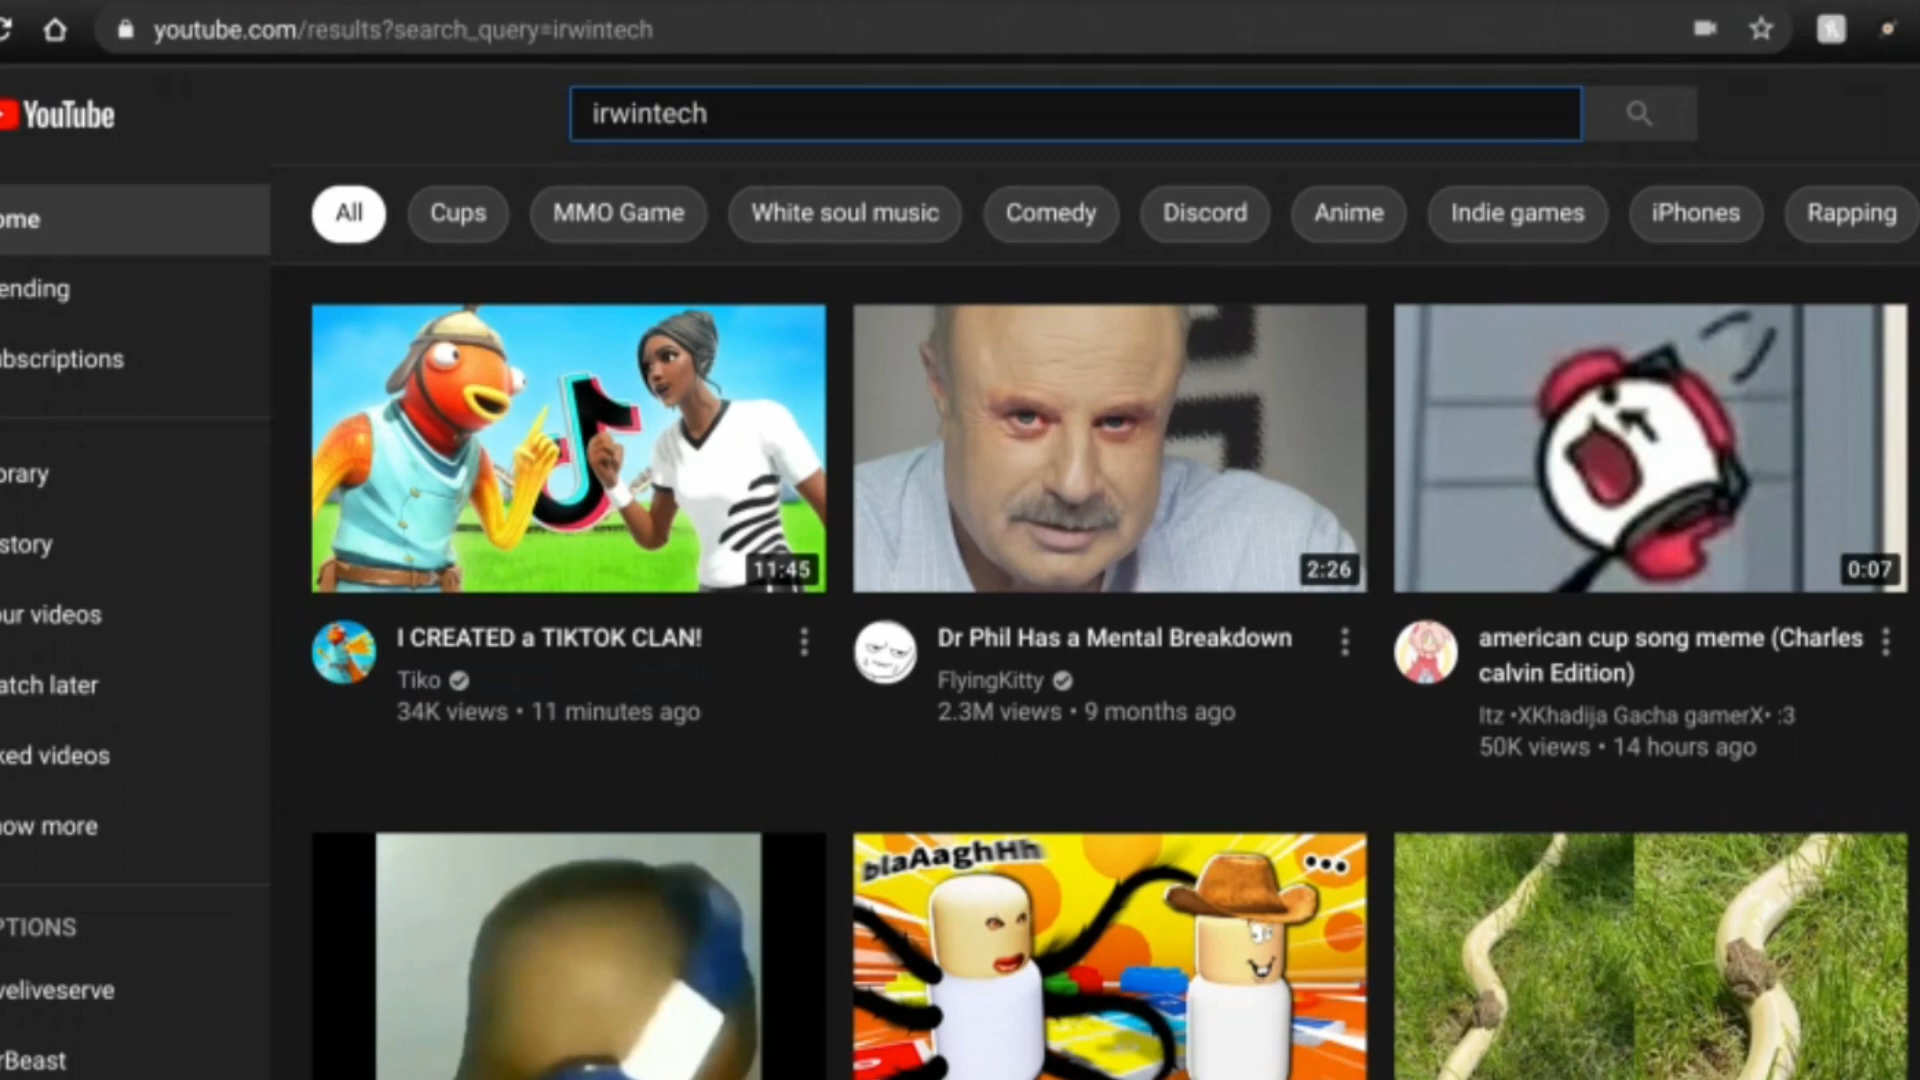 youtube.com/results?search_query=irwintech
YouTube
irwintech
All
Cups
MMO Game
White soul music
Comedy
Discord
Anime
Indie games
iPhones
Rapping
ome
ending
ubscriptions
brary
story
our videos
atch later
ked videos
how more
PTIONS
veliveserve
rBeast
11:45
2:26
0:07
I CREATED a TIKTOK CLAN!
Tiko
34K views • 11 minutes ago
Dr Phil Has a Mental Breakdown
FlyingKitty
2.3M views • 9 months ago
american cup song meme (Charles
calvin Edition)
Itz •XKhadija Gacha gamerX• :3
50K views • 14 hours ago
blaAaghHh